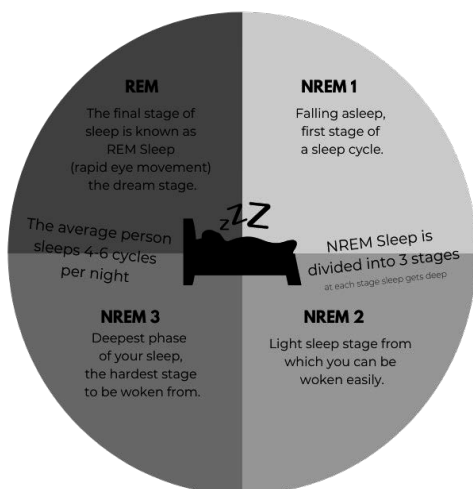 REM
The final stage of
sleep is known as
REM Sleep
(rapid eye movement)
the dream stage.
NREM 1
Falling asleep,
first stage of
a sleep cycle.
zzZ
The average person
sleeps 4-6 cycles
per night
NREM Sleep is
divided into 3 stages
at each stage sleep gets deep
NREM 3
Deepest phase
of your sleep,
the hardest stage
to be woken from.
NREM 2
Light sleep stage from
which you can be
woken easily.